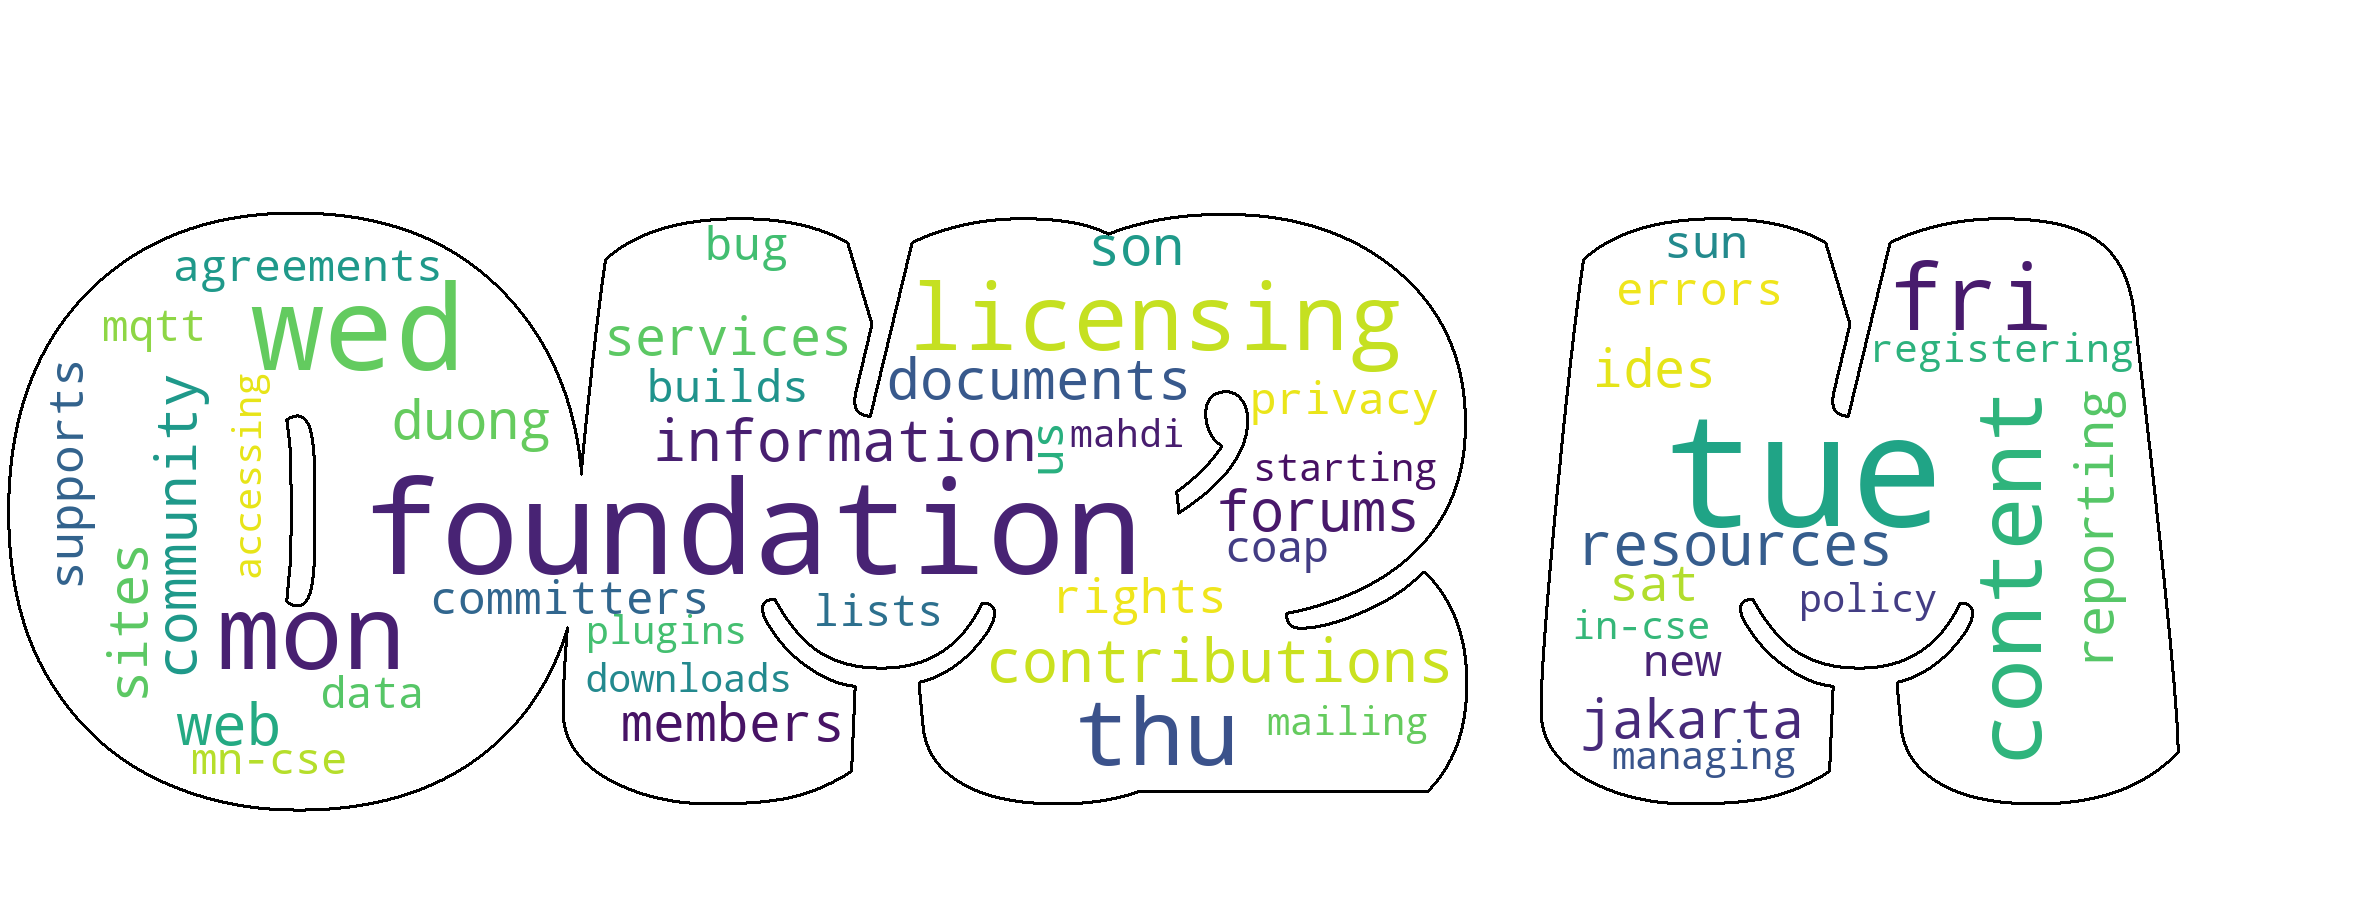 agreements
mqtt
wed
supports
community
accessing
duong
sites
mon
data
web
mn-cse
bug
services
builds
information
foundation
committers
plugins
downloads
members
lists
son
licensing
documents
us
mahdi
privacy
starting
forums
coap
rights
contributions
thu
mailing
sun
errors
ides
tue
resources
sat
in-cse
new
jakarta
managing
policy
fri
registering
content
reporting